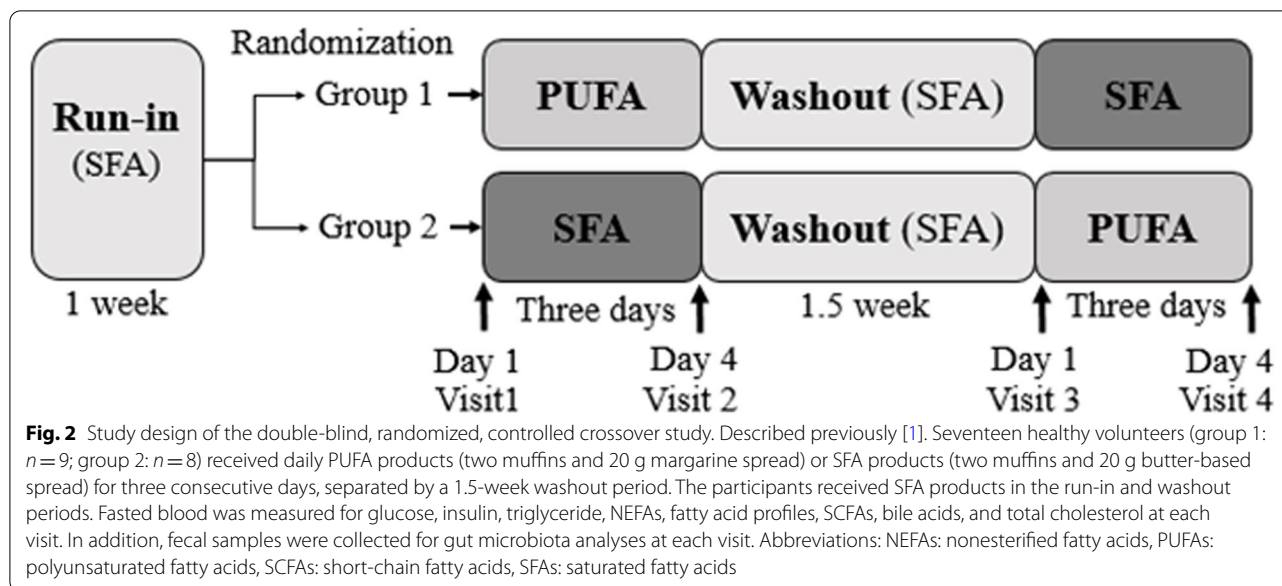 Randomization
Run-in
(SFA)
1 week
Group 1
PUFA
Washout (SFA)
SFA
Group 2
SFA
Washout (SFA)
PUFA
Three days
1.5 week
Three days
Day 1
Visit1
Day 4
Visit 2
Day 1
Visit 3
Day 4
Visit 4
Fig. 2 Study design of the double-blind, randomized, controlled crossover study. Described previously [1]. Seventeen healthy volunteers (group 1:
n = 9; group 2: n = 8) received daily PUFA products (two muffins and 20 g margarine spread) or SFA products (two muffins and 20 g butter-based
spread) for three consecutive days, separated by a 1.5-week washout period. The participants received SFA products in the run-in and washout
periods. Fasted blood was measured for glucose, insulin, triglyceride, NEFAs, fatty acid profiles, SCFAs, bile acids, and total cholesterol at each
visit. In addition, fecal samples were collected for gut microbiota analyses at each visit. Abbreviations: NEFAs: nonesterified fatty acids, PUFAs:
polyunsaturated fatty acids, SCFAs: short-chain fatty acids, SFAs: saturated fatty acids